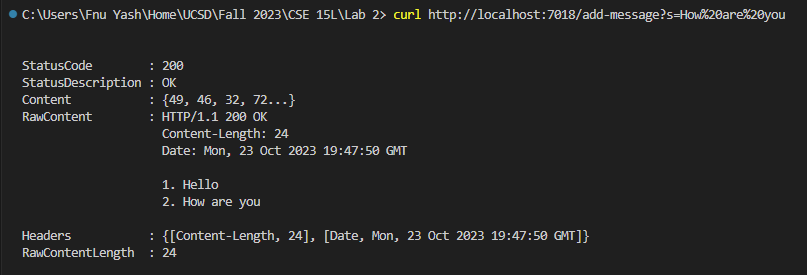 C:\Users\Fnu Yash\Home\UCSD\Fall 2023\CSE 15L\Lab 2> curl http://localhost:7018/add-message?s=How%20are%20you
StatusCode : 200
StatusDescription : OK
Content : {49, 46, 32, 72...}
RawContent : HTTP/1.1 200 OK
Content-Length: 24
Date: Mon, 23 Oct 2023 19:47:50 GMT
1. Hello
2. How are you
Headers : {[Content-Length, 24], [Date, Mon, 23 Oct 2023 19:47:50 GMT]}
RawContentLength : 24